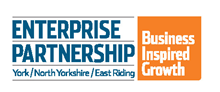 ENTERPRISE
PARTNERSHIP
York/North Yorkshire/East Riding
Business
Inspired
Growth